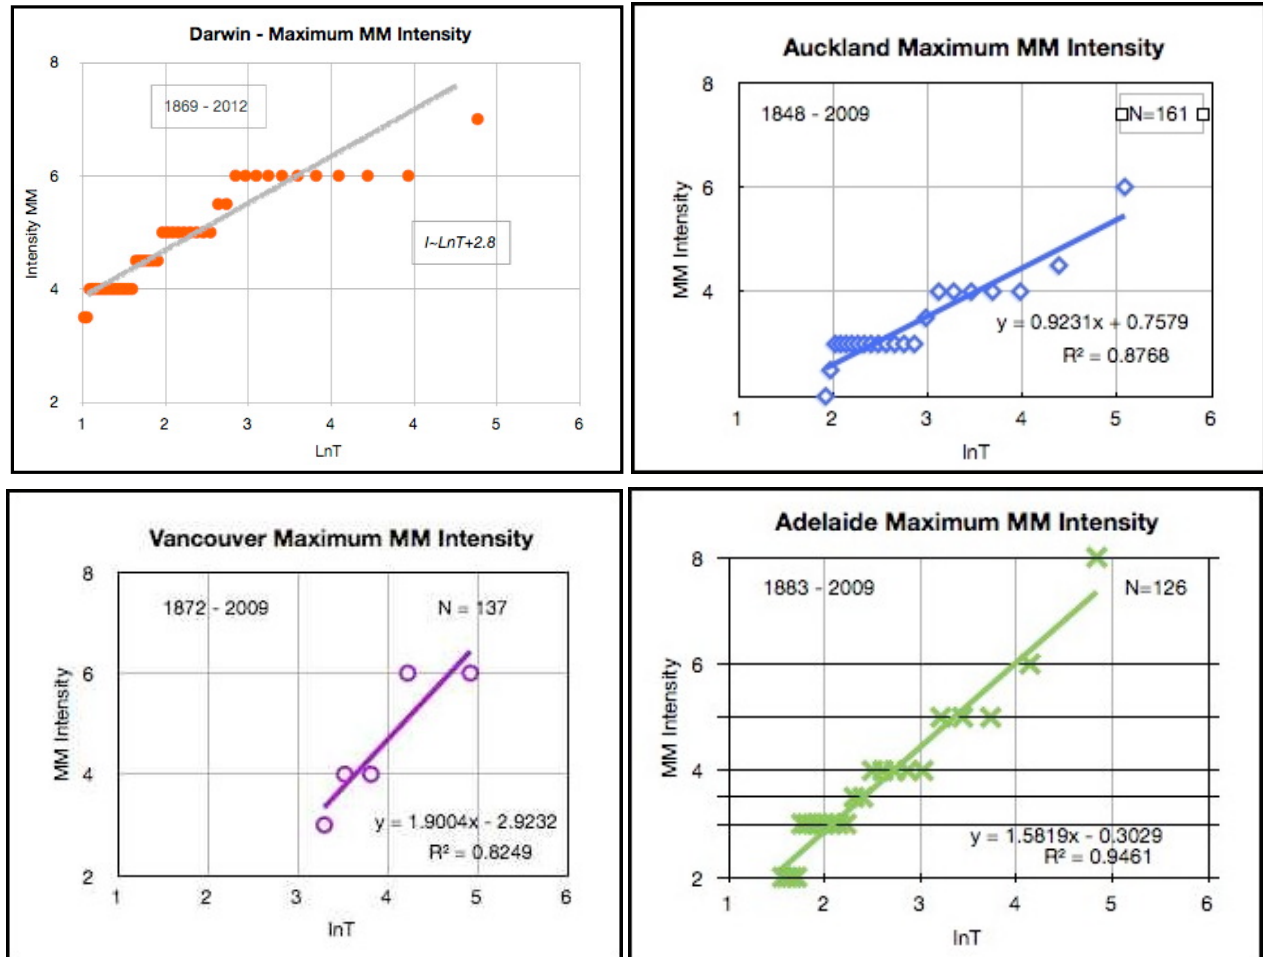 Darwin - Maximum MM Intensity
8
1869 - 2012
6
Intensity MM
I~LnT+2.8
4
2
1 2 3 4 4 5 6
LnT
Auckland Maximum MM Intensity
8
1848 - 2009
N=161
6
MM Intensity
4
y = 0.9231x + 0.7579
R² = 0.8768
1 2 3 4 5 6
lnT
Vancouver Maximum MM Intensity
8
1872 - 2009
N = 137
6
MM Intensity
4
y = 1.9004x - 2.9232
R² = 0.8249
2
1 2 3 4 5 6
lnT
Adelaide Maximum MM Intensity
8
1883 - 2009
N=126
6
MM Intensity
4
y = 1.5819x - 0.3029
R² = 0.9461
2
1 2 3 4 5 6
lnT